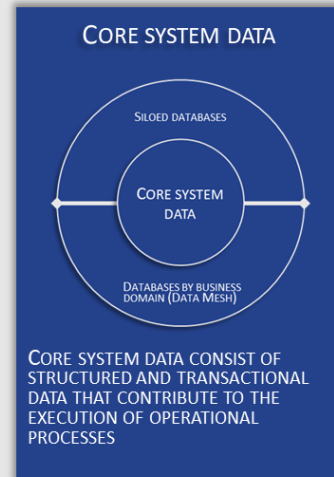 CORE SYSTEM DATA
SILOED DATABASES
CORE SYSTEM
DATA
DATABASES BY BUSINESS
DOMAIN (DATA MESH)
CORE SYSTEM DATA CONSIST OF
STRUCTURED AND TRANSACTIONAL
DATA THAT CONTRIBUTE TO THE
EXECUTION OF OPERATIONAL
PROCESSES